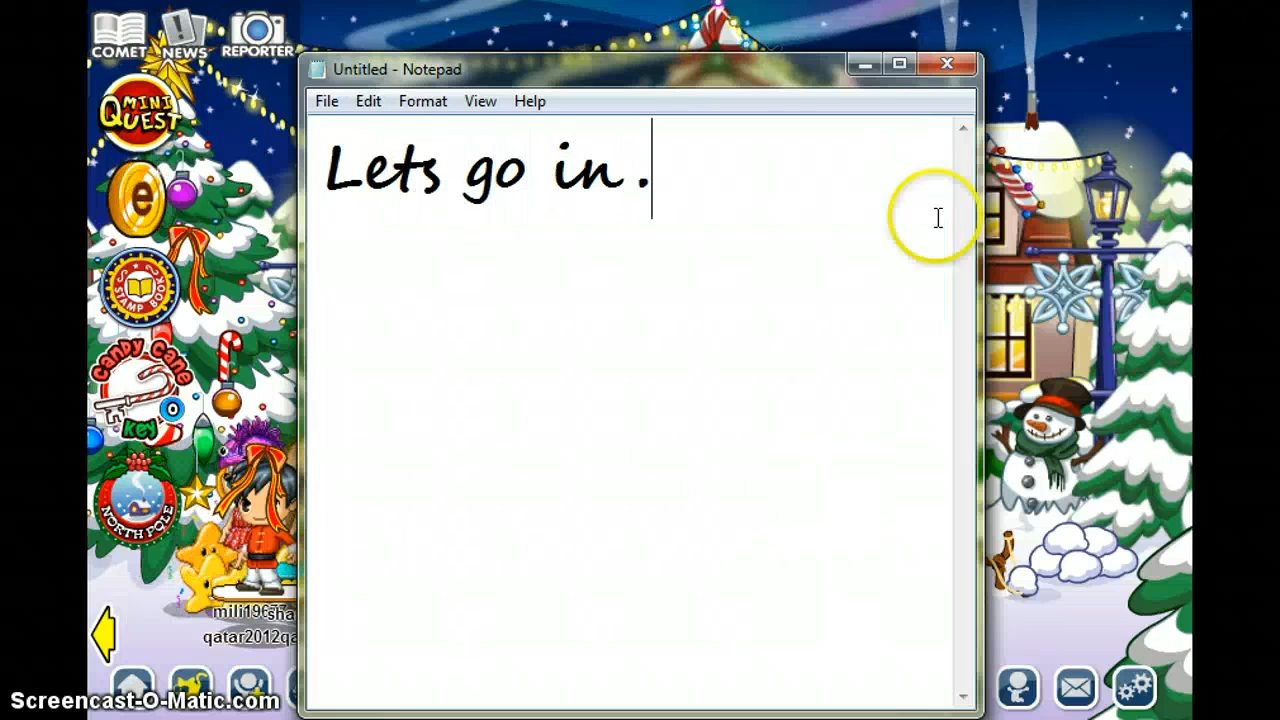 COMET NEWS REPORTER
Untitled - Notepad
File Edit Format View Help
Lets go in .
MINI
QUEST
e
STAMP BOOK
Candy Cane
Key
NORTH POLE
qatar2012qa
Screencast-O-Matic.com